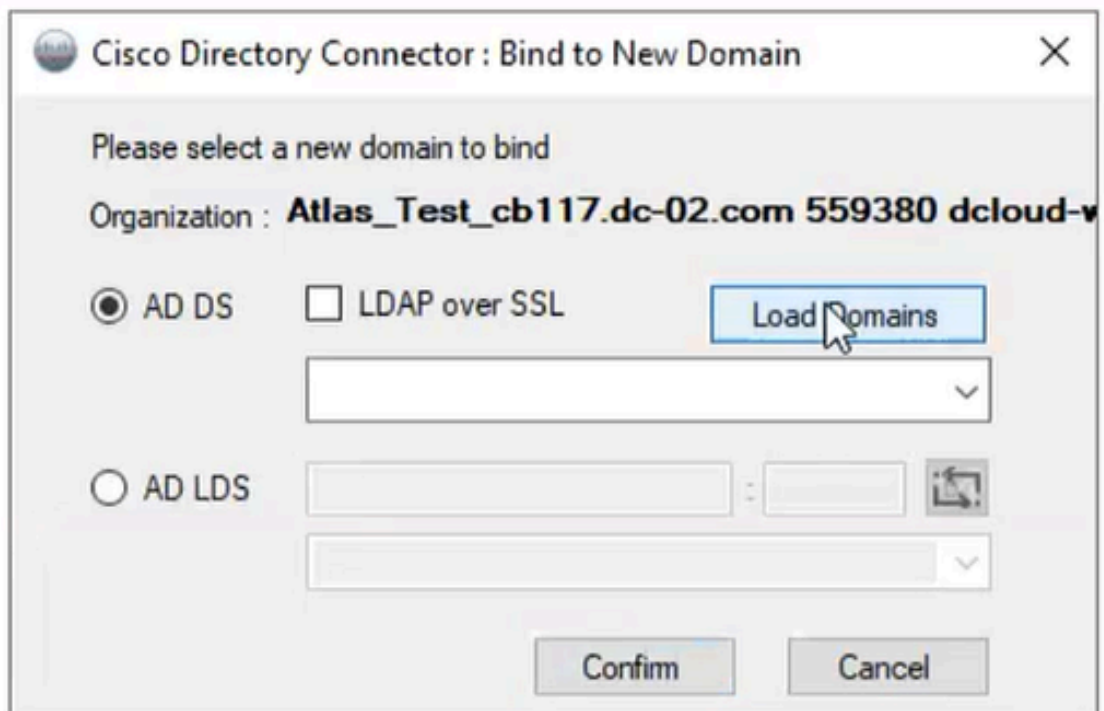 Cisco Directory Connector : Bind to New Domain
Please select a new domain to bind
Organization : Atlas_Test_cb117.dc-02.com 559380 dcloud-w
AD DS LDAP over SSL Load Domains
AD LDS :
Confirm Cancel